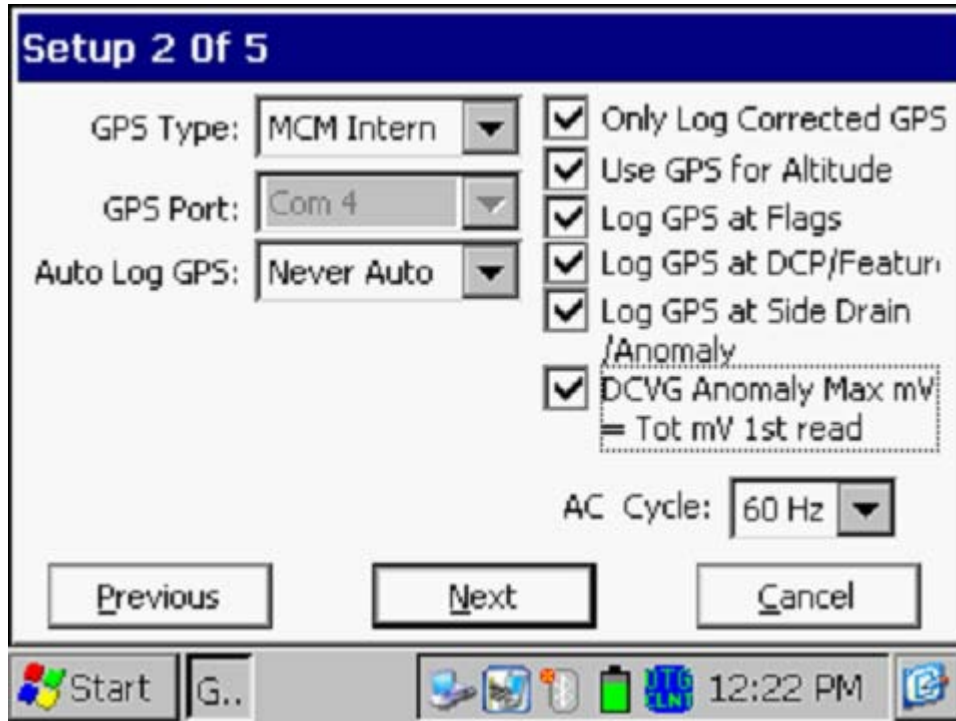 Setup 2 Of 5
GPS Type: MCM Intern
Only Log Corrected GPS
Use GPS for Altitude
GPS Port: Com 4
Log GPS at Flags
Auto Log GPS: Never Auto
Log GPS at DCP/Featur
Log GPS at Side Drain
/Anomaly
DCVG Anomaly Max mV
= Tot mV 1st read
AC Cycle: 60 Hz
Previous Next Cancel
Start G.. DTG 12:22 PM
CLNT